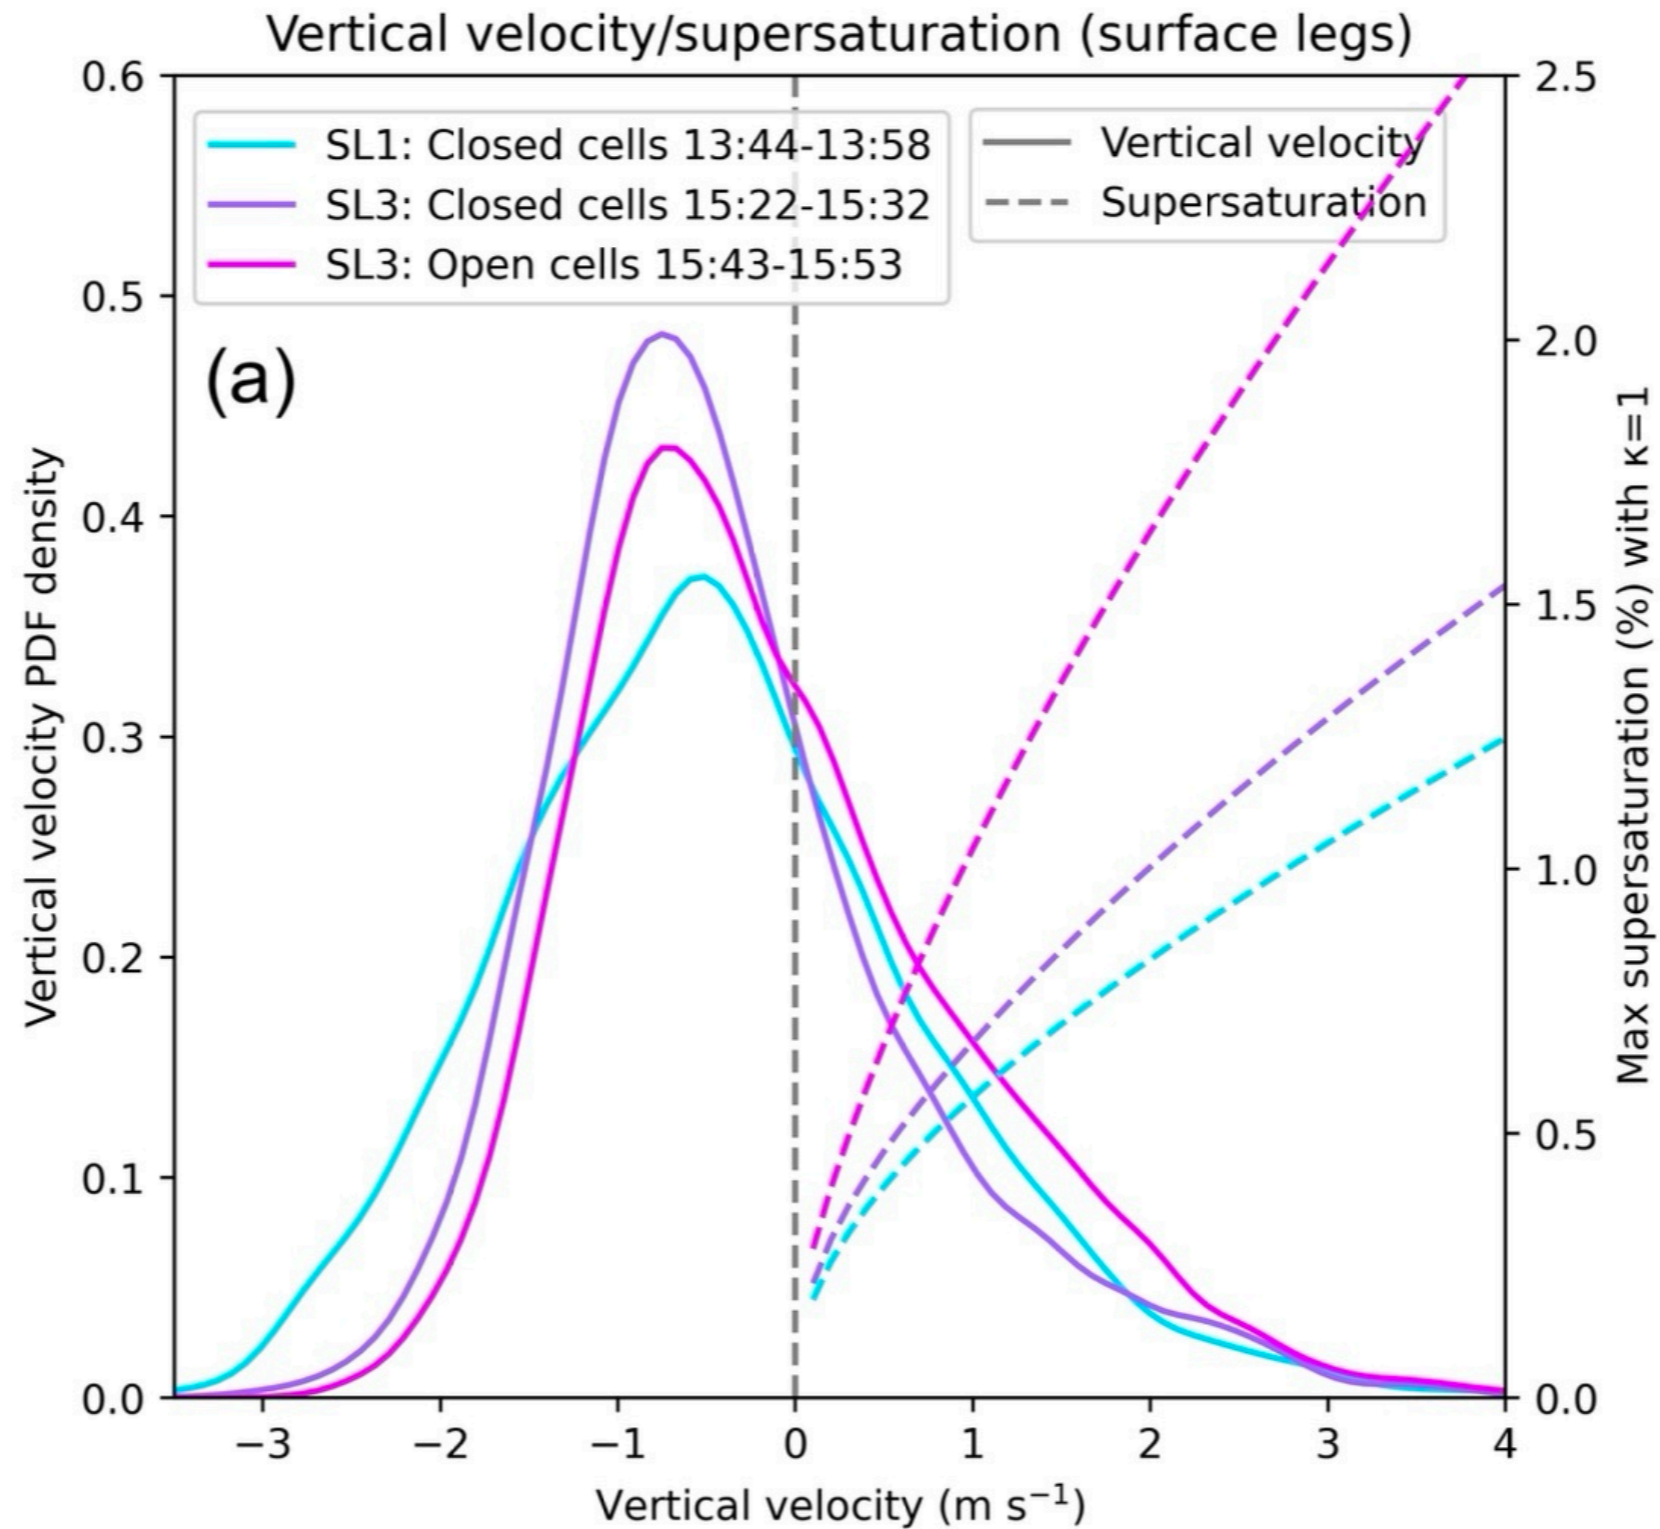 Vertical velocity/supersaturation (surface legs)
SL1: Closed cells 13:44-13:58
SL3: Closed cells 15:22-15:32
SL3: Open cells 15:43-15:53
Vertical velocity
Supersaturation
(a)
Vertical velocity PDF density
0.6
0.5
0.4
0.3
0.2
0.1
0.0
2.5
2.0
1.5
1.0
0.5
0.0
Max supersaturation (%) with κ=1
−3 −2 −1 0 1 2 3 4
Vertical velocity (m s⁻¹)